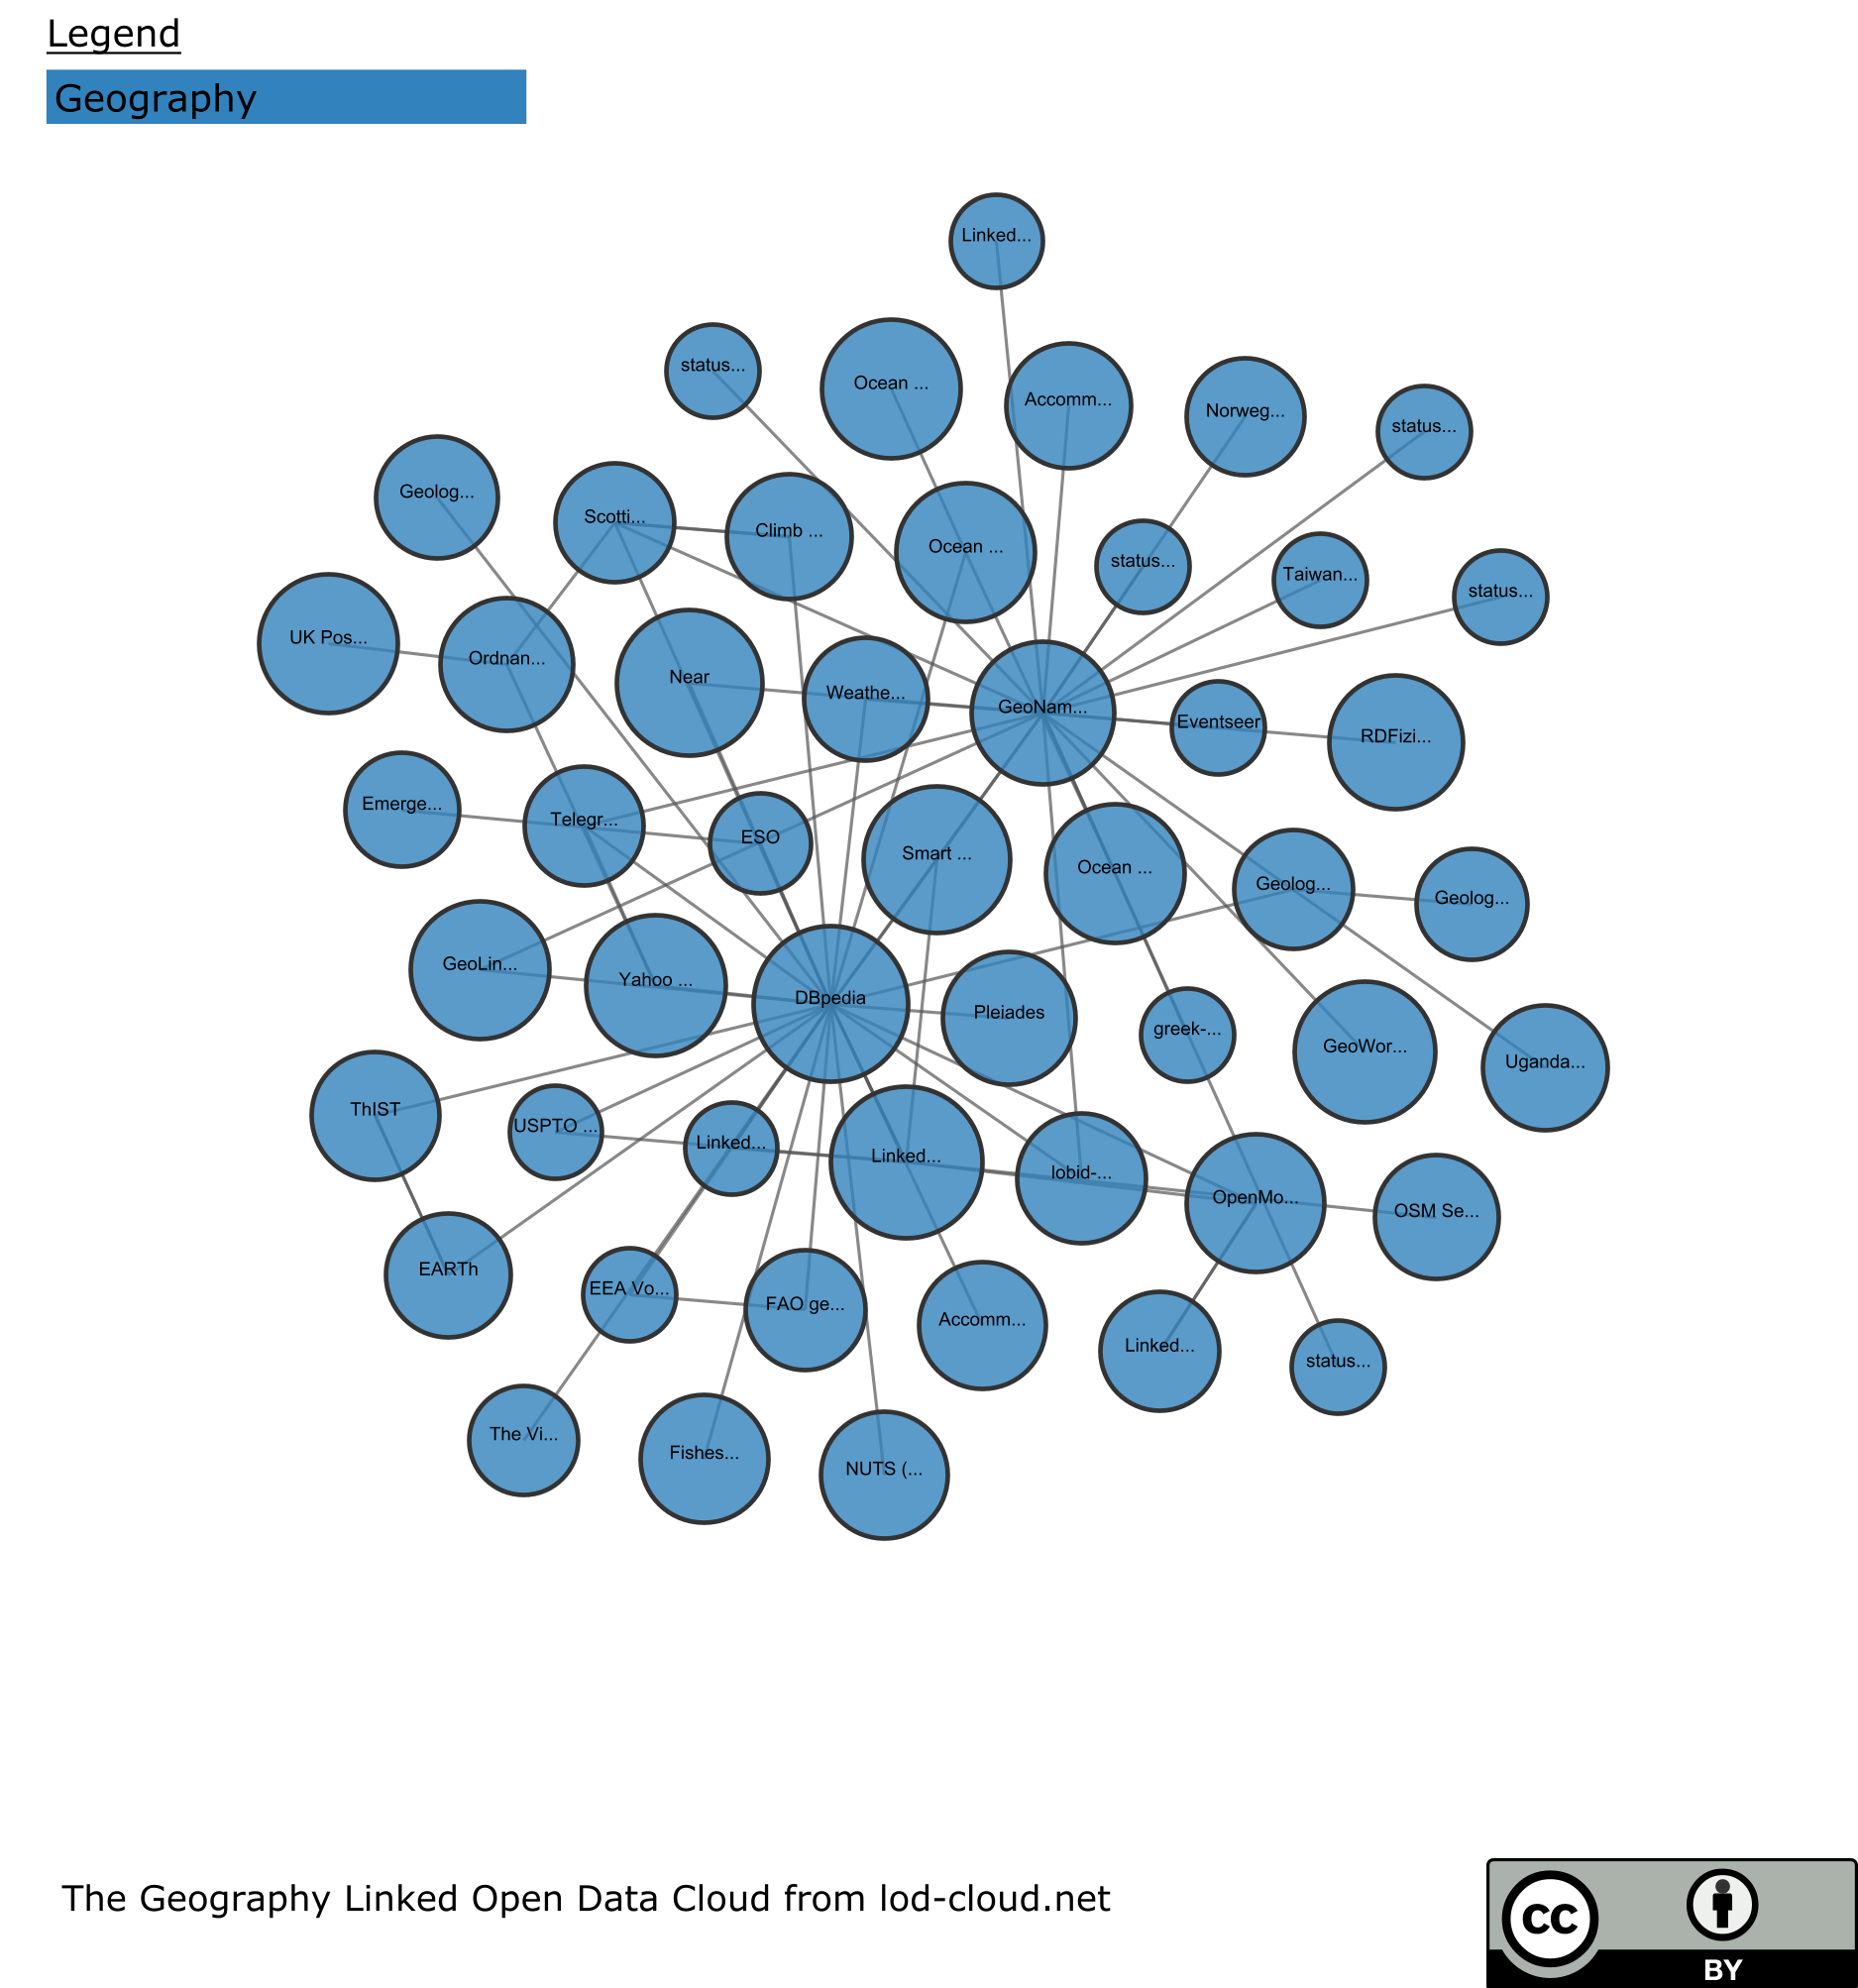 Legend
Geography
Linked...
status...
Ocean ...
Accomm...
Norweg...
status...
Geolog...
Scotti...
Climb ...
Ocean ...
status...
Taiwan...
status...
UK Pos...
Ordnan...
Near
Weathe...
GeoNam...
Eventseer
RDFizi...
Emerge...
Telegr...
ESO
Smart ...
Ocean ...
Geolog...
Geolog...
GeoLin...
Yahoo ...
DBpedia
Pleiades
greek-...
GeoWor...
Uganda...
ThIST
USPTO ...
Linked...
Linked...
lobid-...
OpenMo...
OSM Se...
EARTh
EEA Vo...
FAO ge...
Accomm...
Linked...
status...
The Vi...
Fishes...
NUTS (...
The Geography Linked Open Data Cloud from lod-cloud.net
cc
BY